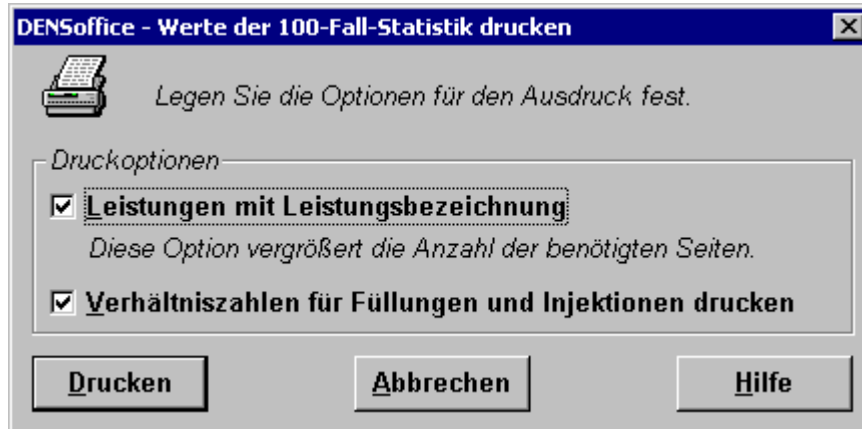 DENSoffice - Werte der 100-Fall-Statistik drucken
Legen Sie die Optionen für den Ausdruck fest.
Druckoptionen
Leistungen mit Leistungsbezeichnung
Diese Option vergrößert die Anzahl der benötigten Seiten.
Verhältniszahlen für Füllungen und Injektionen drucken
Drucken Abbrechen Hilfe